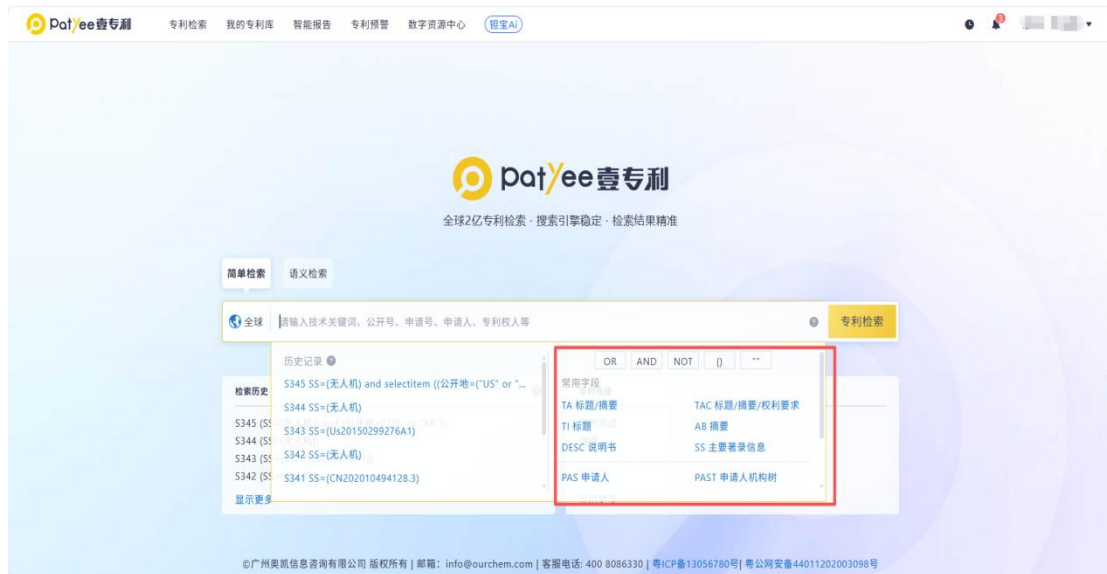 Patyee壹专利 专利检索 我的专利库 智能报告 专利预警 数字资源中心 钽宝Ai 3
Patyee壹专利
全球2亿专利检索 · 搜索引擎稳定 · 检索结果精准
简单检索 语义检索
全球 请输入技术关键词、公开号、申请号、申请人、专利权人等 专利检索
历史记录
S345 SS=(无人机) and selectitem ((公开地=("US" or "...
S344 SS=(无人机)
S343 SS=(Us20150299276A1)
S342 SS=(无人机)
S341 SS=(CN202010494128.3)
OR AND NOT () ""
常用字段
TA 标题/摘要 TAC 标题/摘要/权利要求
TI 标题 AB 摘要
DESC 说明书 SS 主要著录信息
PAS 申请人 PAST 申请人机构树
检索历史
S345 (SS
S344 (SS
S343 (SS
S342 (SS
显示更多
©广州奥凯信息咨询有限公司 版权所有 | 邮箱：info@ourchem.com | 客服电话: 400 8086330 | 粤ICP备13056780号| 粤公网安备44011202003098号